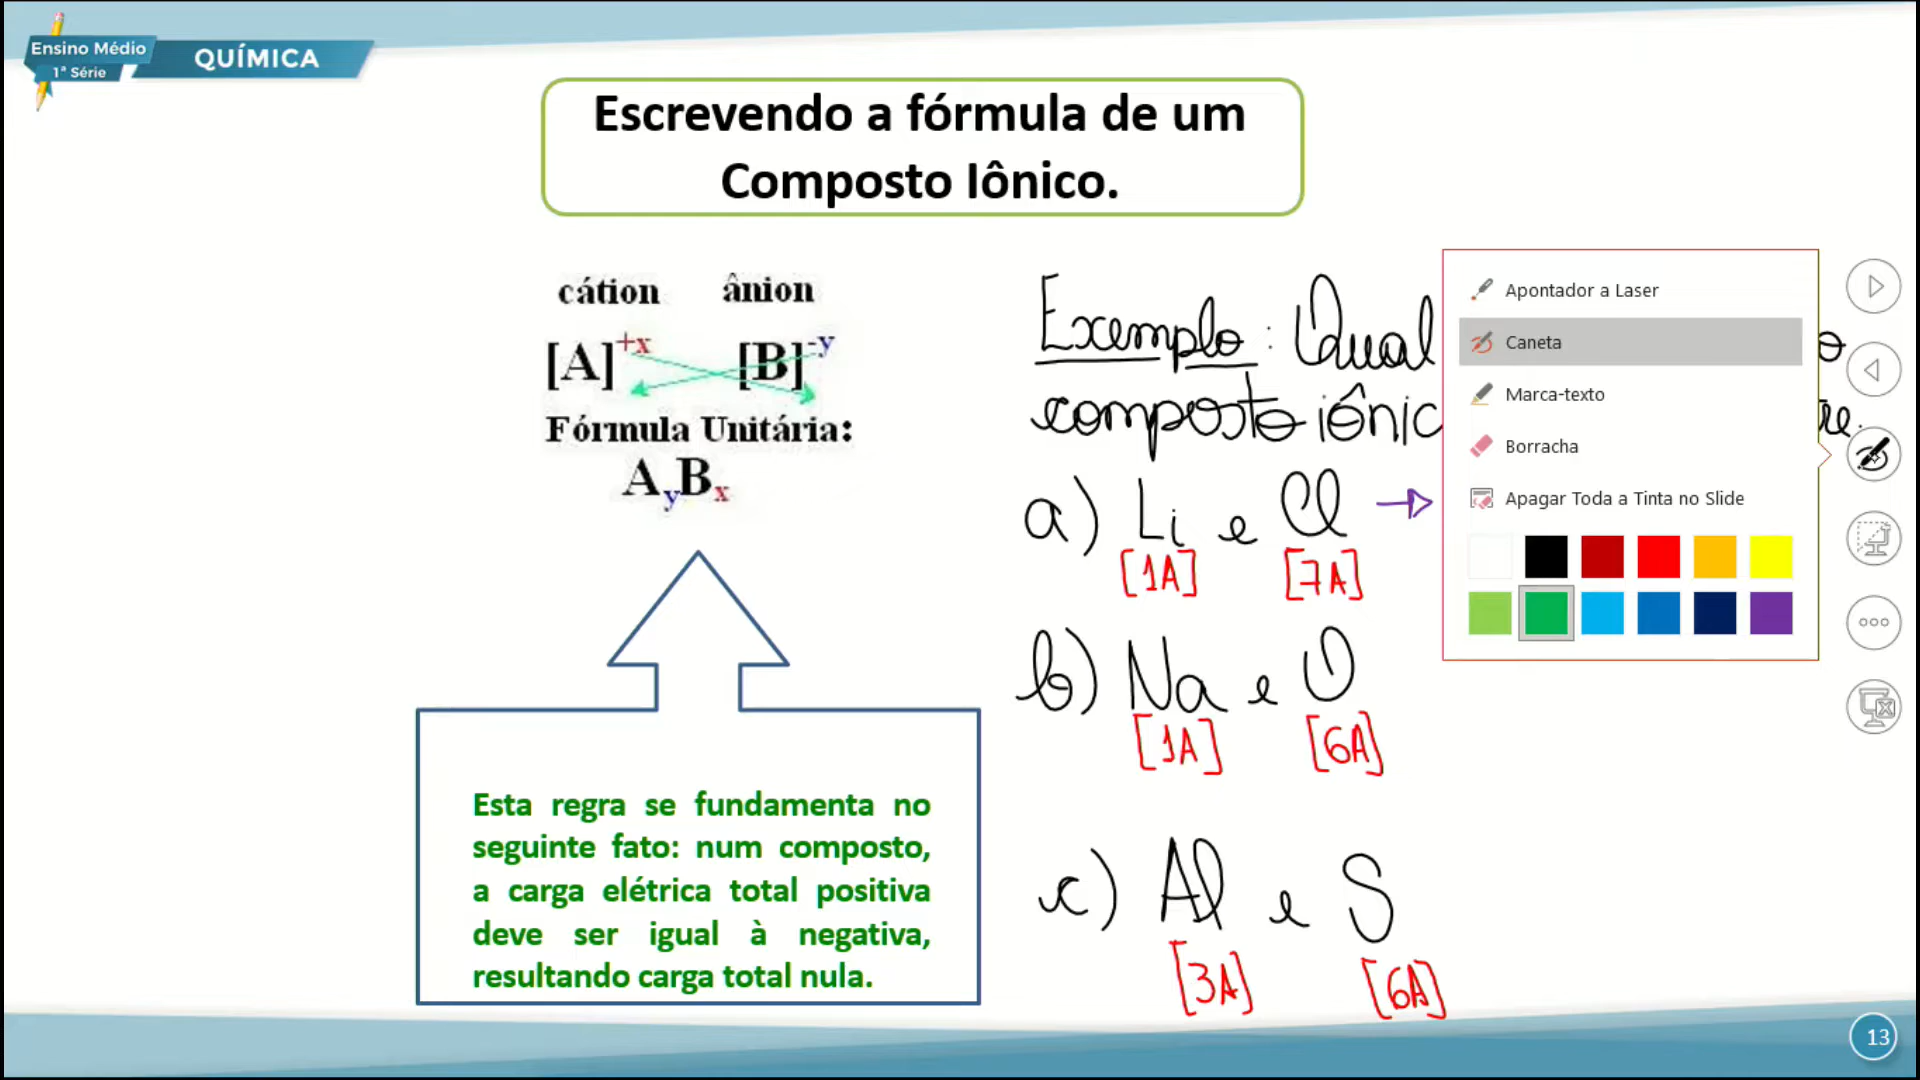 Ensino Médio
1ª Série
QUÍMICA
Escrevendo a fórmula de um
Composto Iônico.
cátion ânion
[A]+x [B]-y
Fórmula Unitária:
AyBx
Esta regra se fundamenta no
seguinte fato: num composto,
a carga elétrica total positiva
deve ser igual à negativa,
resultando carga total nula.
Exemplo: Qual
composto iônic
a) Li e Cl →
[1A] [7A]
b) Na e O
[1A] [6A]
c) Al e S
[3A] [6A]
Apontador a Laser
Caneta
Marca-texto
Borracha
Apagar Toda a Tinta no Slide
13